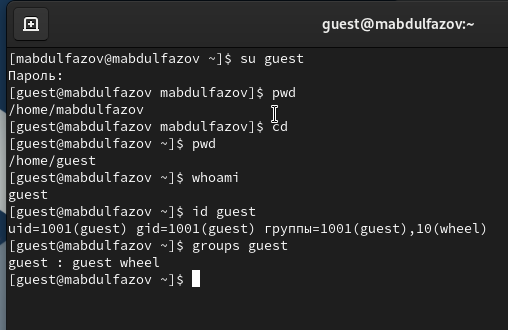 guest@mabdulfazov:~
[mabdulfazov@mabdulfazov ~]$ su guest
Пароль:
[guest@mabdulfazov mabdulfazov]$ pwd
/home/mabdulfazov
[guest@mabdulfazov mabdulfazov]$ cd
[guest@mabdulfazov ~]$ pwd
/home/guest
[guest@mabdulfazov ~]$ whoami
guest
[guest@mabdulfazov ~]$ id guest
uid=1001(guest) gid=1001(guest) группы=1001(guest),10(wheel)
[guest@mabdulfazov ~]$ groups guest
guest : guest wheel
[guest@mabdulfazov ~]$